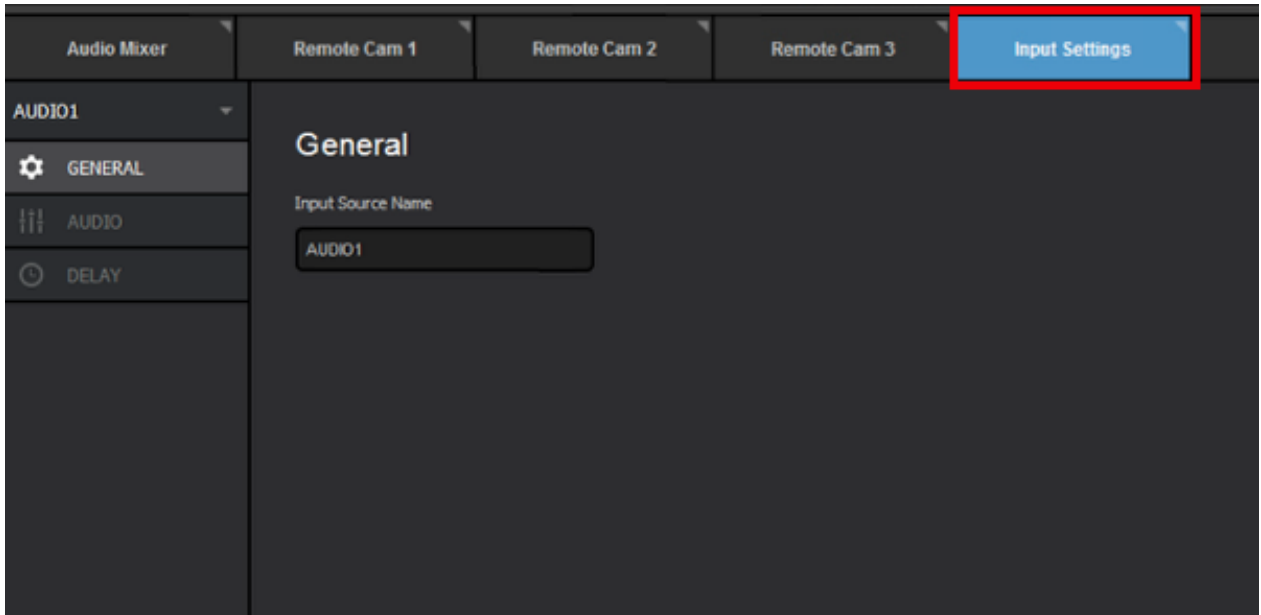 Audio Mixer
Remote Cam 1
Remote Cam 2
Remote Cam 3
Input Settings
AUDIO1
GENERAL
AUDIO
DELAY
General
Input Source Name
AUDIO1